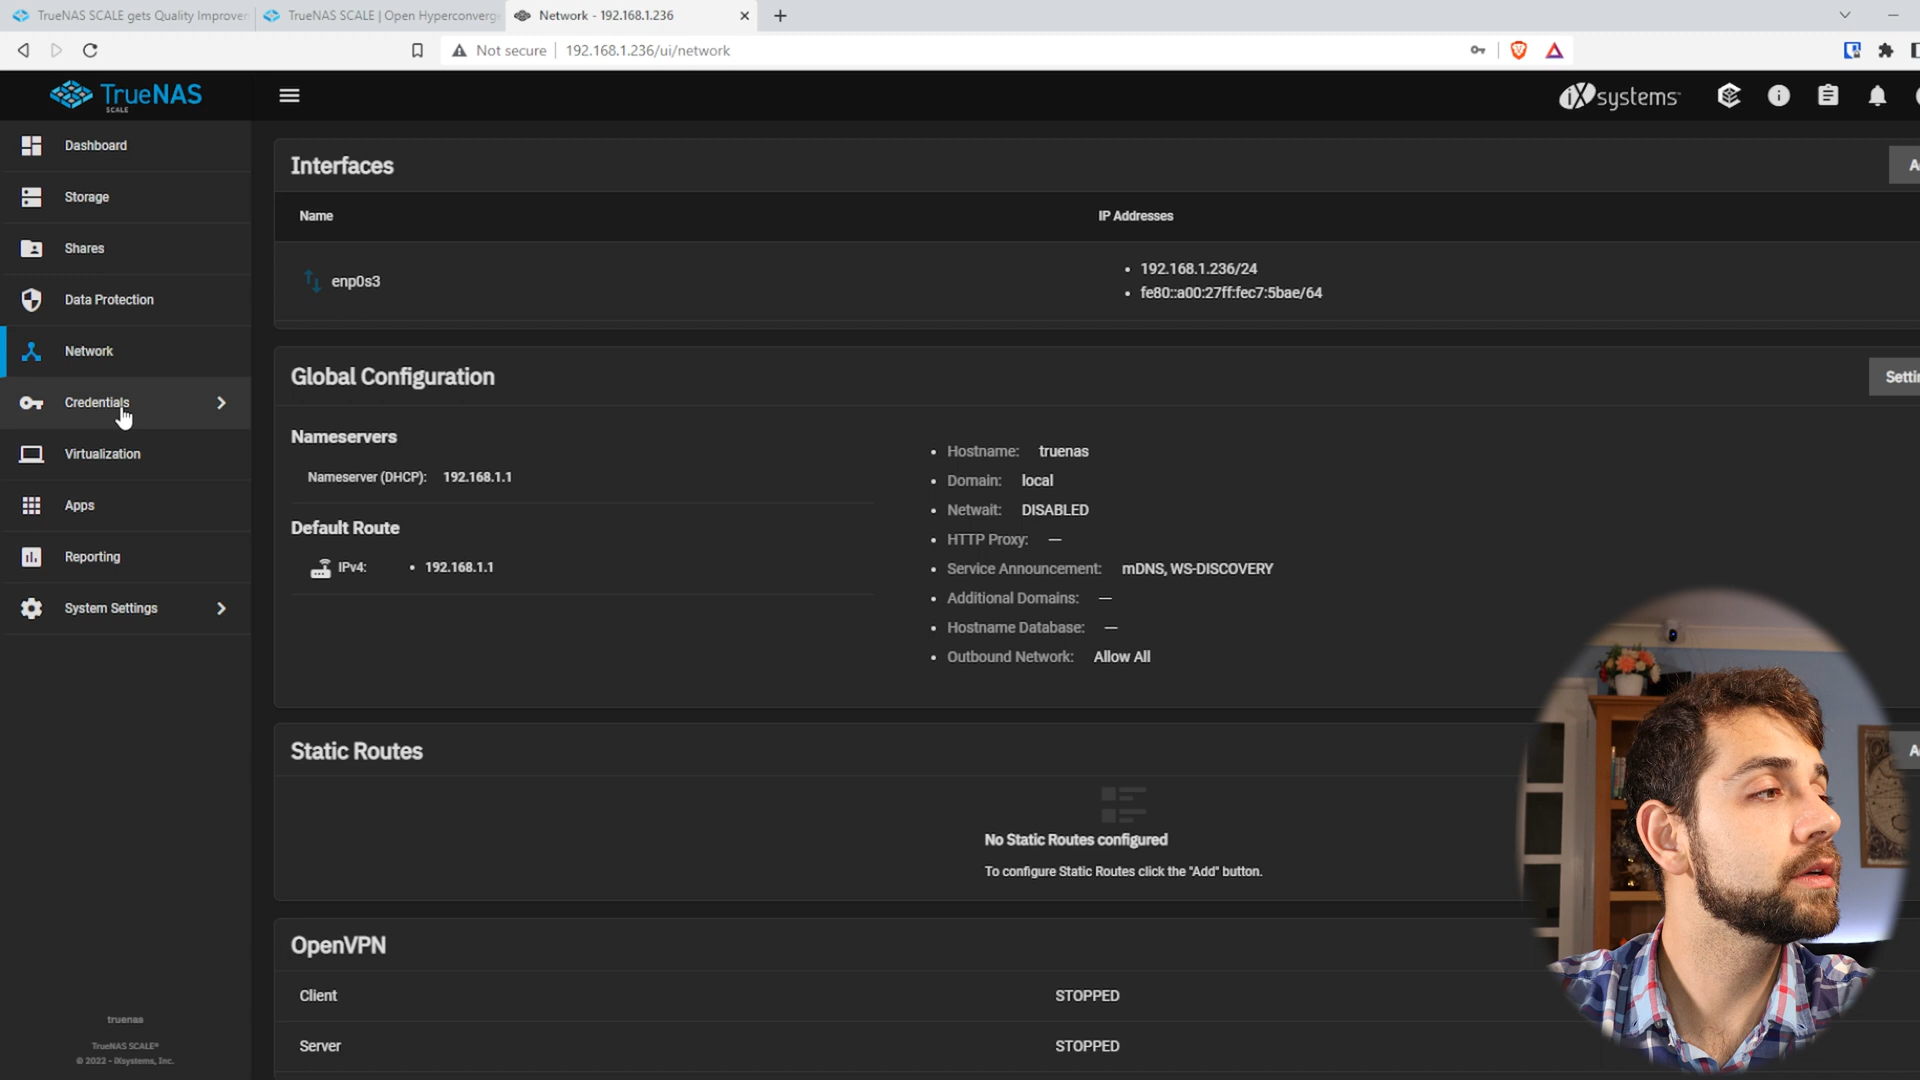 TrueNAS SCALE gets Quality Improver
TrueNAS SCALE | Open Hyperconverge
Network - 192.168.1.236
Not secure
192.168.1.236/ui/network
TrueNAS
SCALE
iXsystems
Dashboard
Storage
Shares
Data Protection
Network
Credentials
Virtualization
Apps
Reporting
System Settings
truenas
TrueNAS SCALE®
© 2022 - iXsystems, Inc.
Interfaces
Name
IP Addresses
enp0s3
• 192.168.1.236/24
• fe80::a00:27ff:fec7:5bae/64
Global Configuration
Settin
Nameservers
Nameserver (DHCP): 192.168.1.1
Default Route
IPv4: • 192.168.1.1
• Hostname: truenas
• Domain: local
• Netwait: DISABLED
• HTTP Proxy: —
• Service Announcement: mDNS, WS-DISCOVERY
• Additional Domains: —
• Hostname Database: —
• Outbound Network: Allow All
Static Routes
No Static Routes configured
To configure Static Routes click the "Add" button.
OpenVPN
Client STOPPED
Server STOPPED